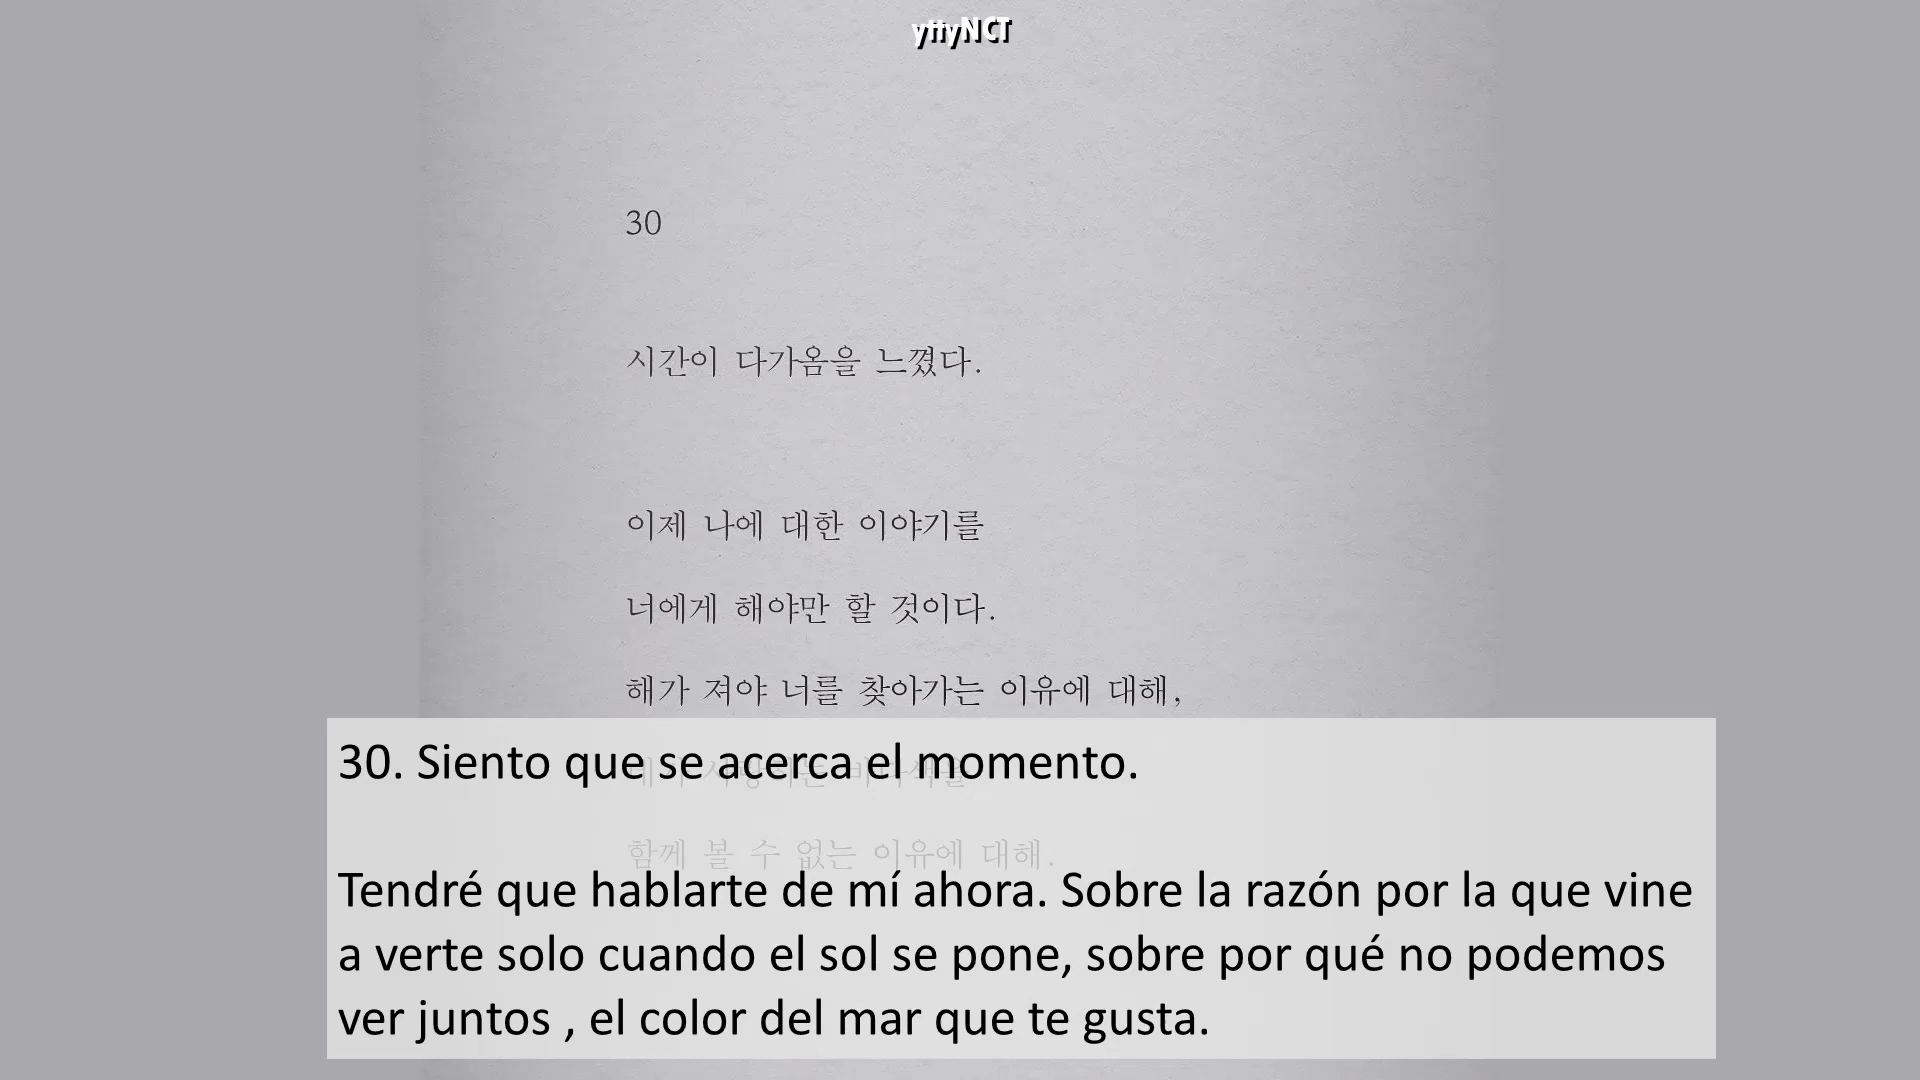 yttyNCT
30
시간이 다가옴을 느꼈다.
이제 나에 대한 이야기를
너에게 해야만 할 것이다.
해가 져야 너를 찾아가는 이유에 대해,
30. Siento que se acerca el momento.
함께 볼 수 없는 이유에 대해.
Tendré que hablarte de mí ahora. Sobre la razón por la que vine
a verte solo cuando el sol se pone, sobre por qué no podemos
ver juntos , el color del mar que te gusta.